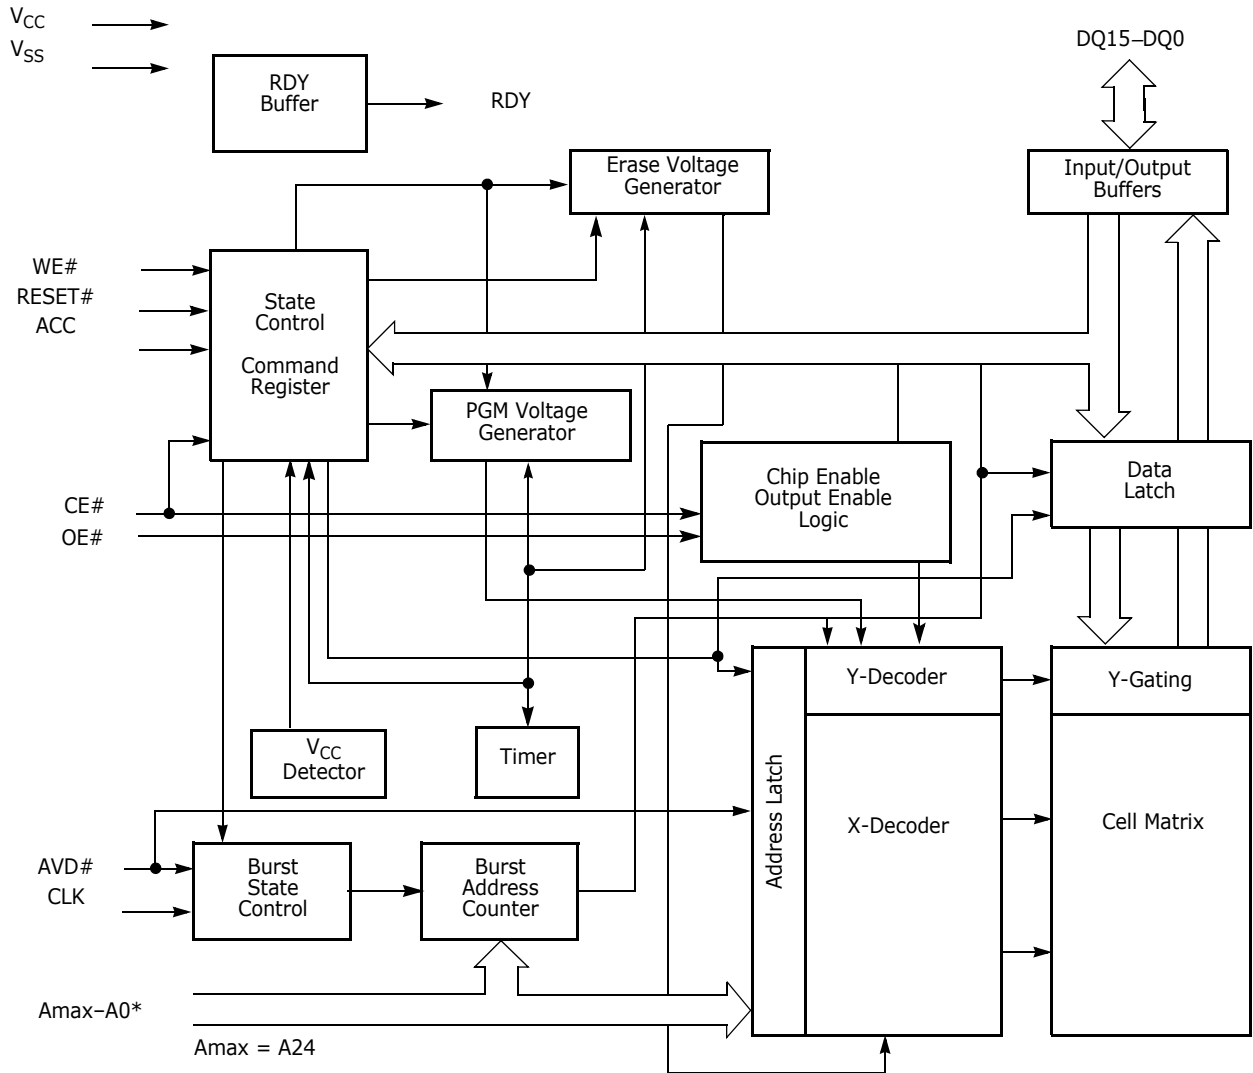 VCC
VSS
RDY
Buffer
RDY
DQ15–DQ0
Erase Voltage
Generator
Input/Output
Buffers
WE#
RESET#
ACC
State
Control
Command
Register
PGM Voltage
Generator
Chip Enable
Output Enable
Logic
Data
Latch
CE#
OE#
Y-Decoder
Y-Gating
VCC
Detector
Timer
Address Latch
X-Decoder
Cell Matrix
AVD#
CLK
Burst
State
Control
Burst
Address
Counter
Amax–A0*
Amax = A24